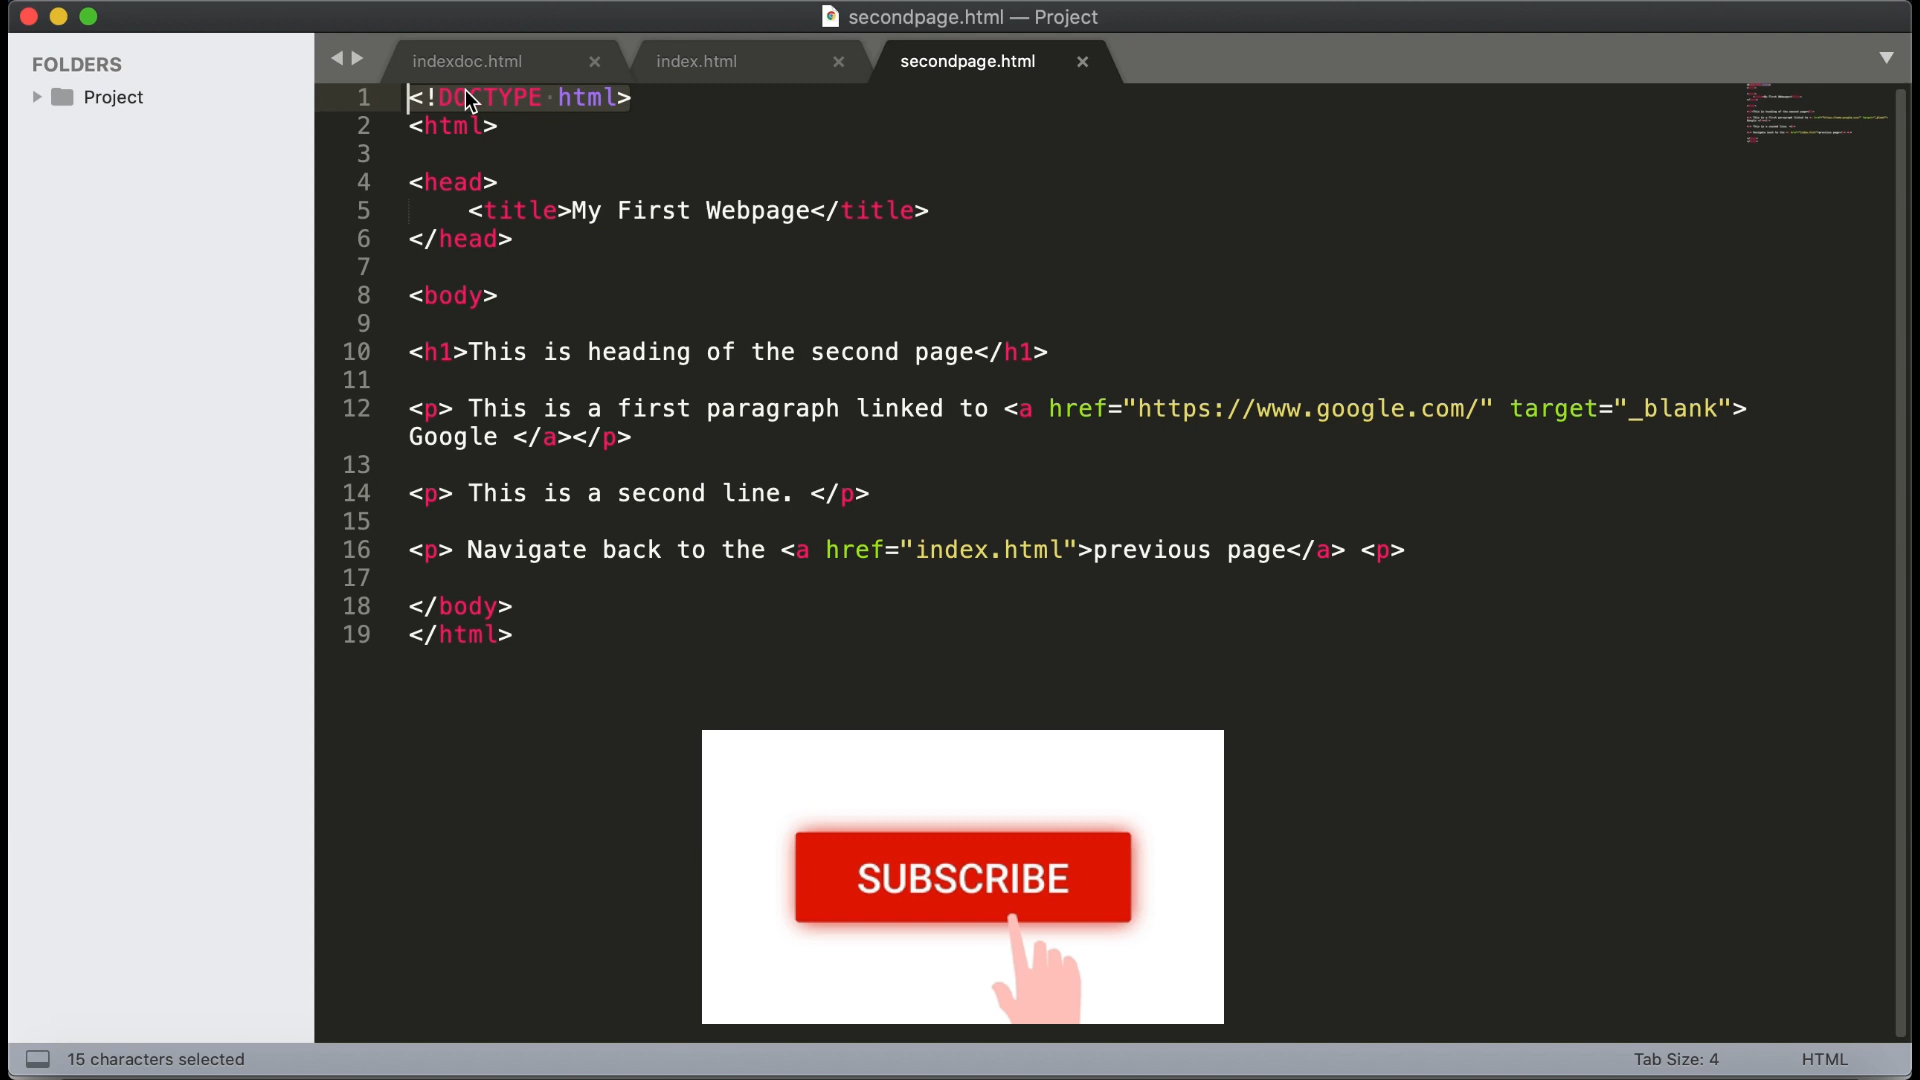 secondpage.html — Project
FOLDERS
Project
indexdoc.html
index.html
secondpage.html
1 <!DOCTYPE html>
2 <html>
3
4 <head>
5 <title>My First Webpage</title>
6 </head>
7
8 <body>
9
10 <h1>This is heading of the second page</h1>
11
12 <p> This is a first paragraph linked to <a href="https://www.google.com/" target="_blank">
Google </a></p>
13
14 <p> This is a second line. </p>
15
16 <p> Navigate back to the <a href="index.html">previous page</a> <p>
17
18 </body>
19 </html>
SUBSCRIBE
15 characters selected
Tab Size: 4
HTML